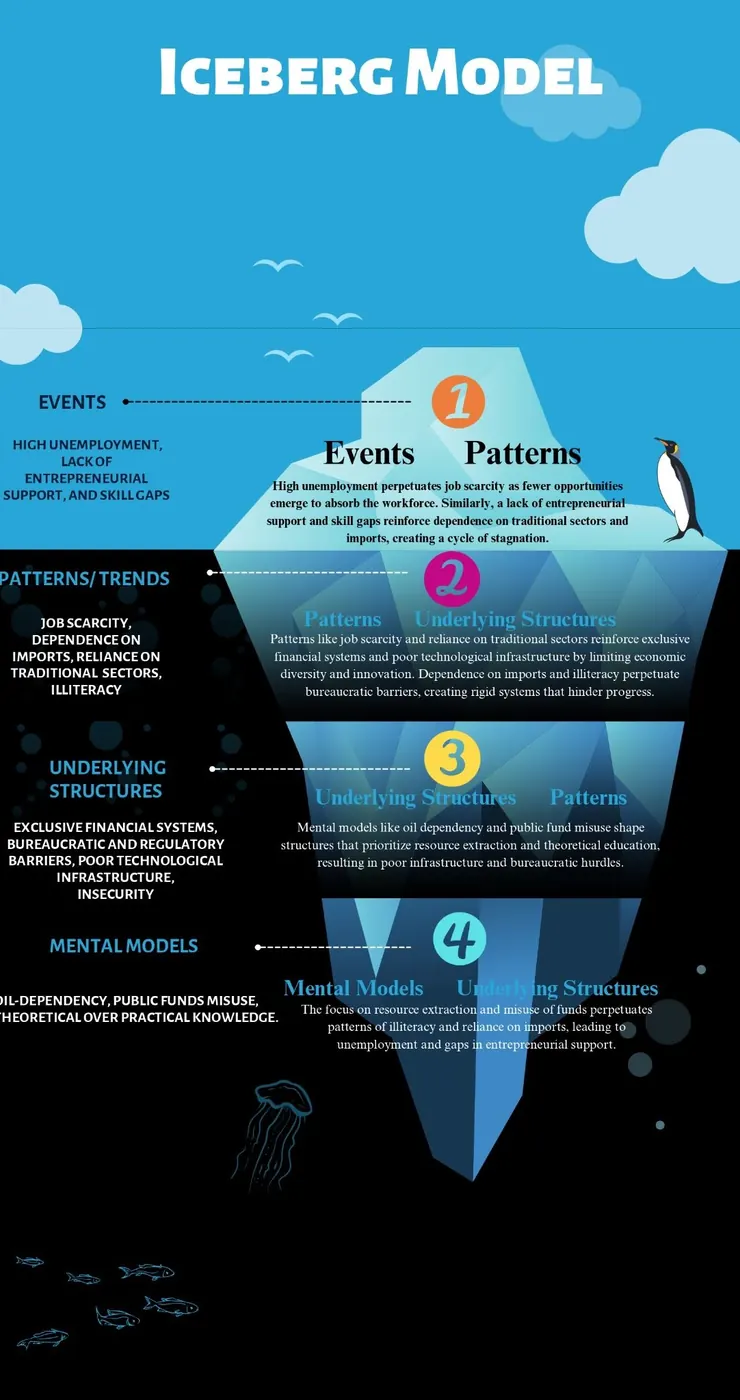 ICEBERG MODEL
EVENTS
1
HIGH UNEMPLOYMENT,
LACK OF
ENTREPRENEURIAL
SUPPORT, AND SKILL GAPS
Events Patterns
High unemployment perpetuates job scarcity as fewer opportunities
emerge to absorb the workforce. Similarly, a lack of entrepreneurial
support and skill gaps reinforce dependence on traditional sectors and
imports, creating a cycle of stagnation.
PATTERNS/ TRENDS
2
JOB SCARCITY,
DEPENDENCE ON
IMPORTS, RELIANCE ON
TRADITIONAL SECTORS,
ILLITERACY
Patterns Underlying Structures
Patterns like job scarcity and reliance on traditional sectors reinforce exclusive
financial systems and poor technological infrastructure by limiting economic
diversity and innovation. Dependence on imports and illiteracy perpetuate
bureaucratic barriers, creating rigid systems that hinder progress.
UNDERLYING
STRUCTURES
3
EXCLUSIVE FINANCIAL SYSTEMS,
BUREAUCRATIC AND REGULATORY
BARRIERS, POOR TECHNOLOGICAL
INFRASTRUCTURE,
INSECURITY
Underlying Structures Patterns
Mental models like oil dependency and public fund misuse shape
structures that prioritize resource extraction and theoretical education,
resulting in poor infrastructure and bureaucratic hurdles.
MENTAL MODELS
4
OIL-DEPENDENCY, PUBLIC FUNDS MISUSE,
THEORETICAL OVER PRACTICAL KNOWLEDGE.
Mental Models Underlying Structures
The focus on resource extraction and misuse of funds perpetuates
patterns of illiteracy and reliance on imports, leading to
unemployment and gaps in entrepreneurial support.